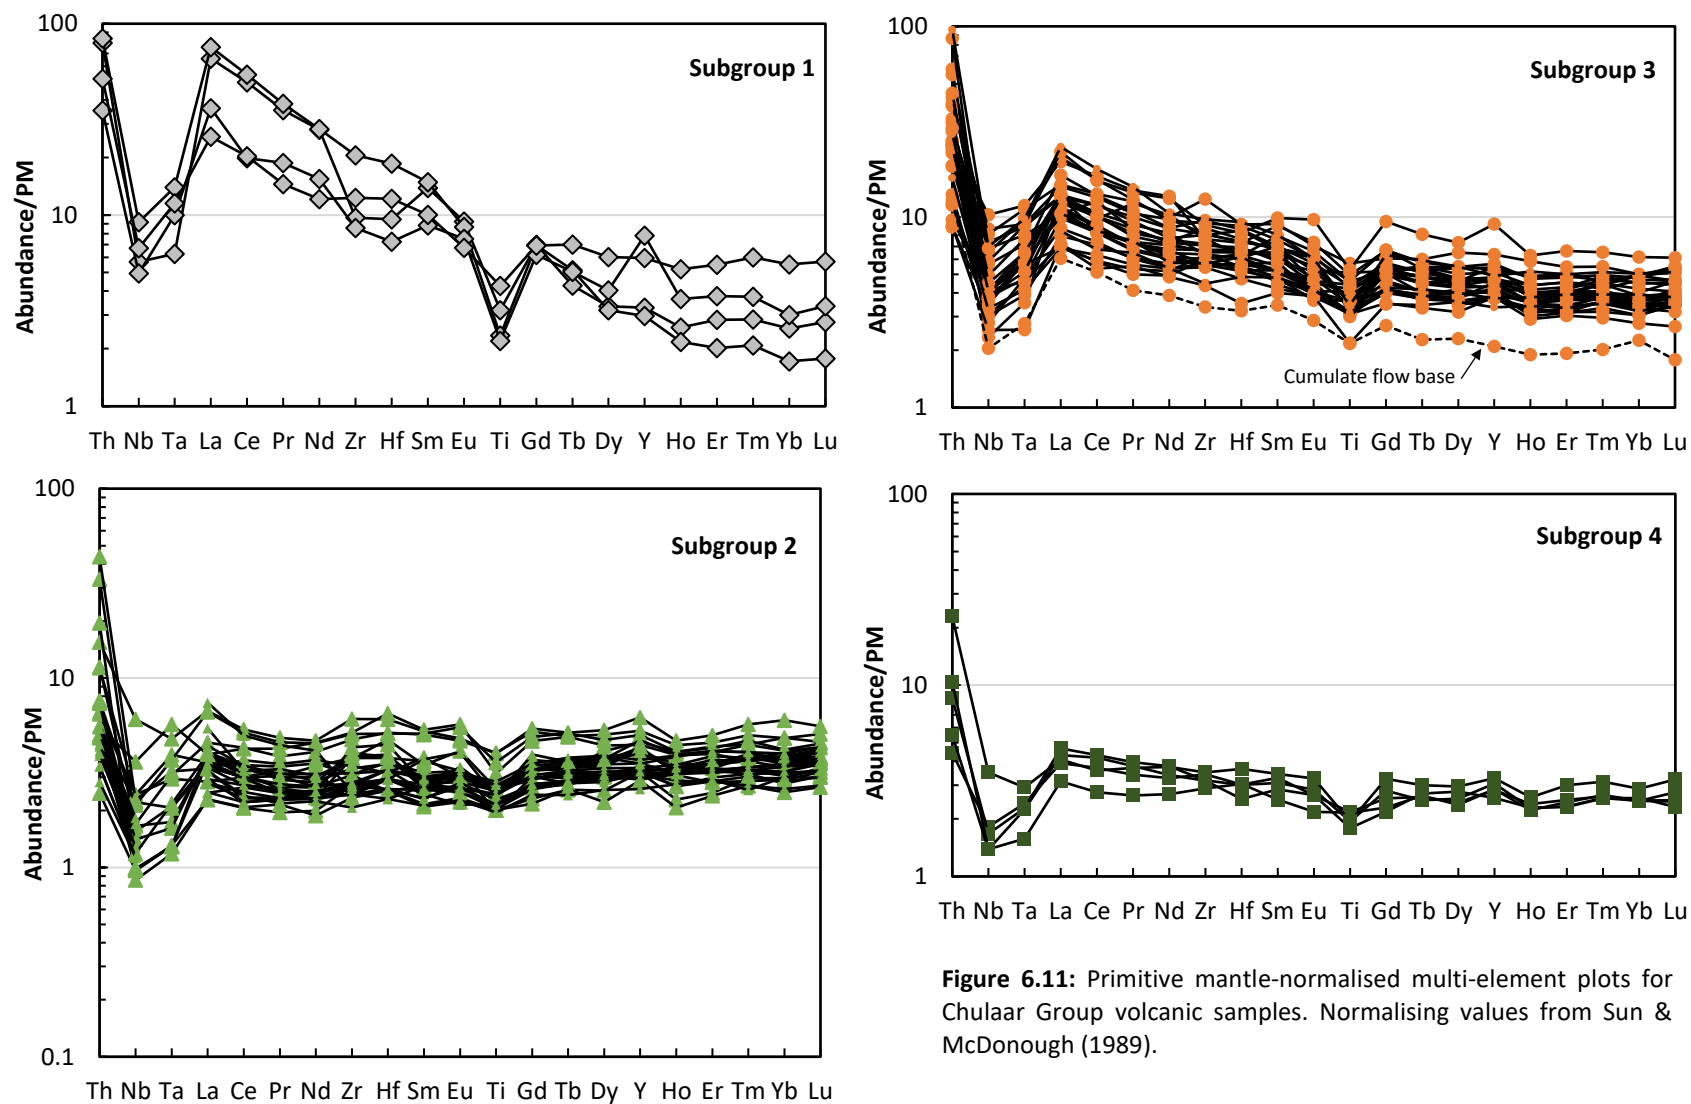 100
10
1
Abundance/PM
Subgroup 1
Th Nb Ta La Ce Pr Nd Zr Hf Sm Eu Ti Gd Tb Dy Y Ho Er Tm Yb Lu
100
10
1
Abundance/PM
Subgroup 3
Cumulate flow base
Th Nb Ta La Ce Pr Nd Zr Hf Sm Eu Ti Gd Tb Dy Y Ho Er Tm Yb Lu
100
10
1
0.1
Abundance/PM
Subgroup 2
Th Nb Ta La Ce Pr Nd Zr Hf Sm Eu Ti Gd Tb Dy Y Ho Er Tm Yb Lu
100
10
1
Abundance/PM
Subgroup 4
Th Nb Ta La Ce Pr Nd Zr Hf Sm Eu Ti Gd Tb Dy Y Ho Er Tm Yb Lu
Figure 6.11: Primitive mantle-normalised multi-element plots for
Chulaar Group volcanic samples. Normalising values from Sun &
McDonough (1989).